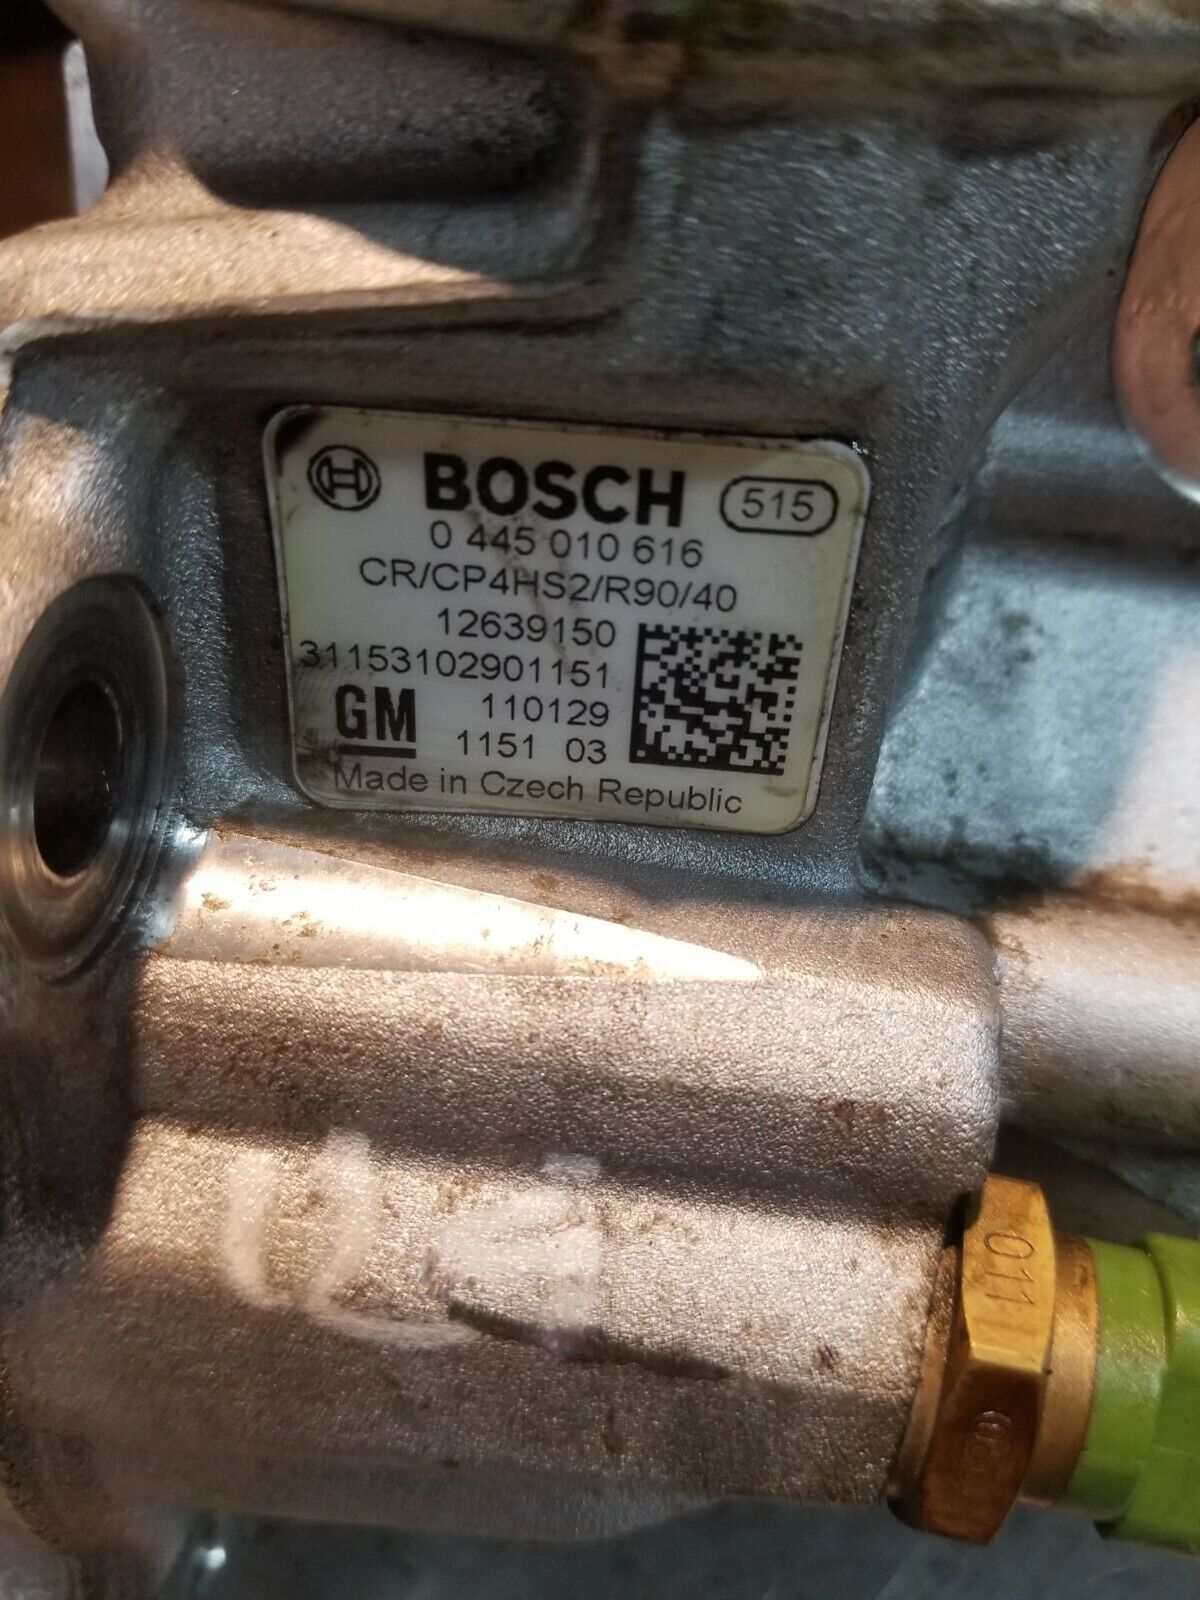 BOSCH 515
0 445 010 616
CR/CP4HS2/R90/40
12639150
31153102901151
GM 110129
1151 03
Made in Czech Republic
011